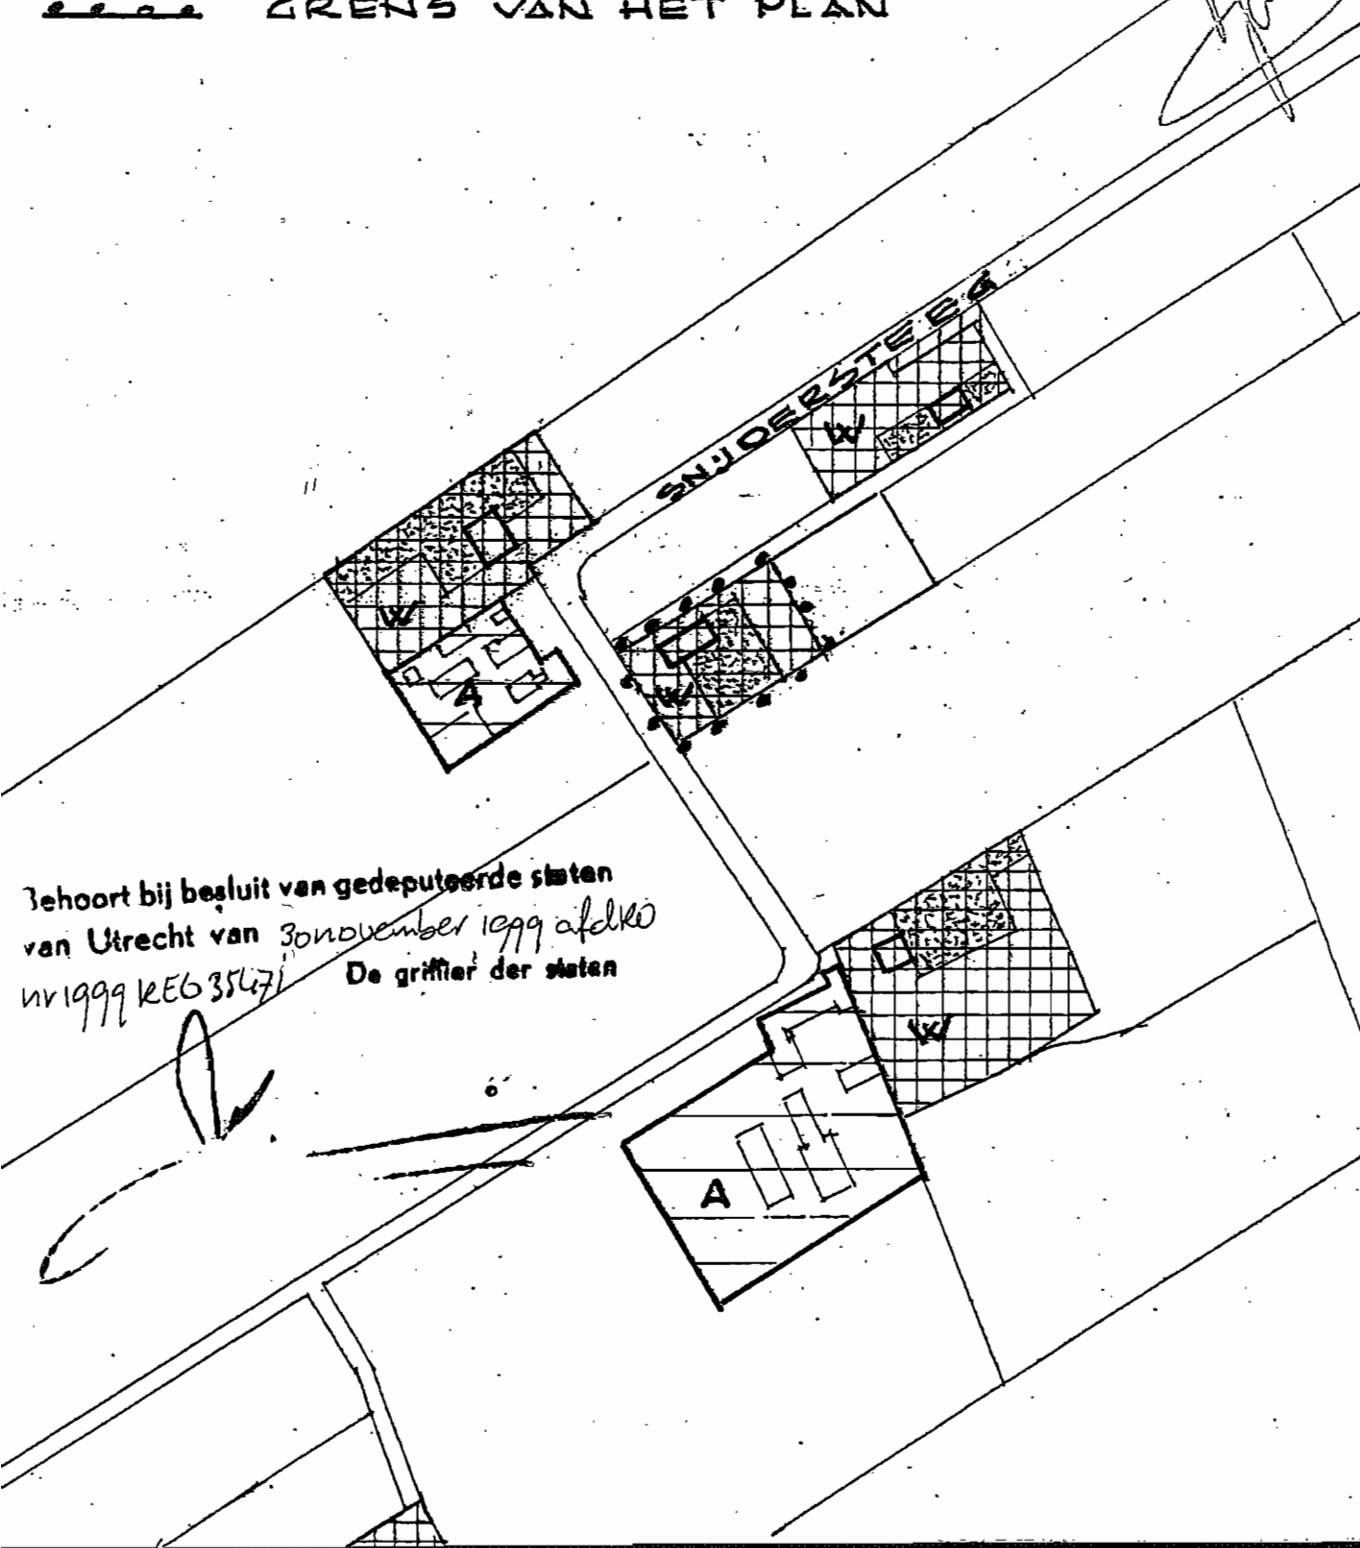 GRENS VAN HET PLAN
SNIJDERSTEEG
W
W
A
W
Behoort bij besluit van gedeputeerde staten
van Utrecht van 30 november 1999 afd RO
nr 1999 REG 35471
De griffier der staten
W
A